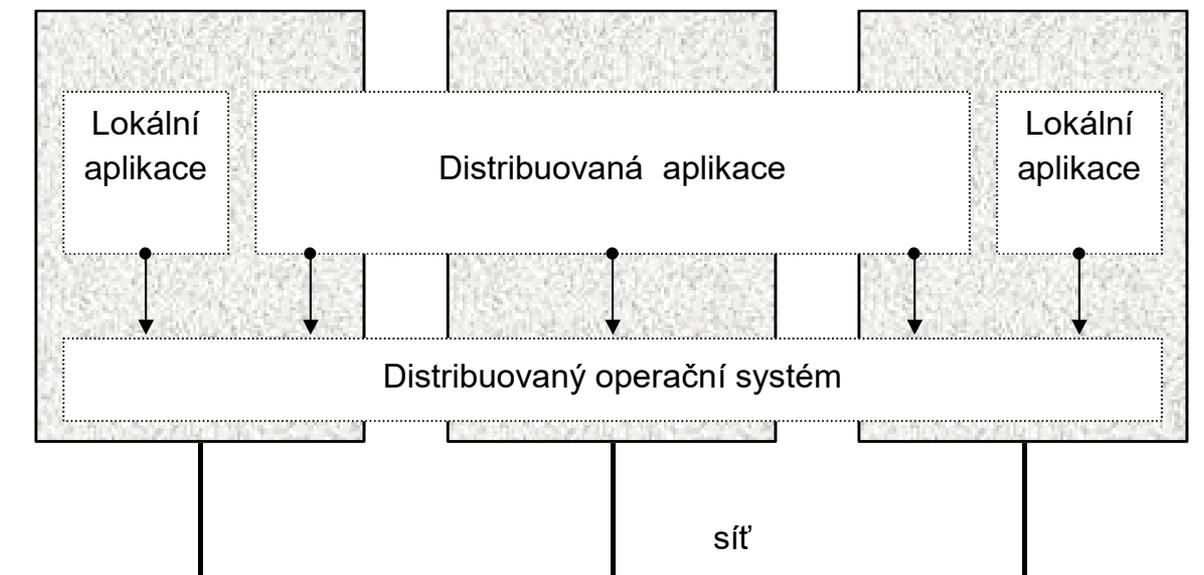 Lokální
aplikace
Distribuovaná aplikace
Lokální
aplikace
Distribuovaný operační systém
síť